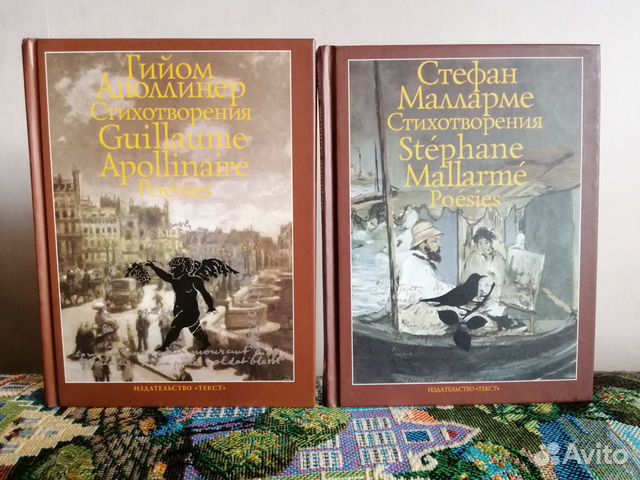 Гийом
Аполлинер
Стихотворения
Guillaume
Apollinaire
Poésies
ИЗДАТЕЛЬСТВО «ТЕКСТ»
Стефан
Малларме
Стихотворения
Stéphane
Mallarmé
Poésies
ИЗДАТЕЛЬСТВО «ТЕКСТ»
Avito